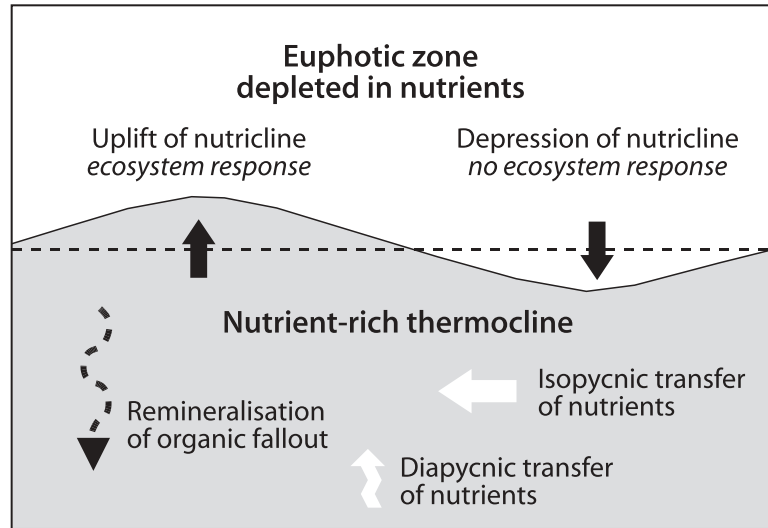 Euphotic zone
depleted in nutrients
Uplift of nutricline
ecosystem response
Depression of nutricline
no ecosystem response
Nutrient-rich thermocline
Isopycnic transfer
of nutrients
Remineralisation
of organic fallout
Diapycnic transfer
of nutrients